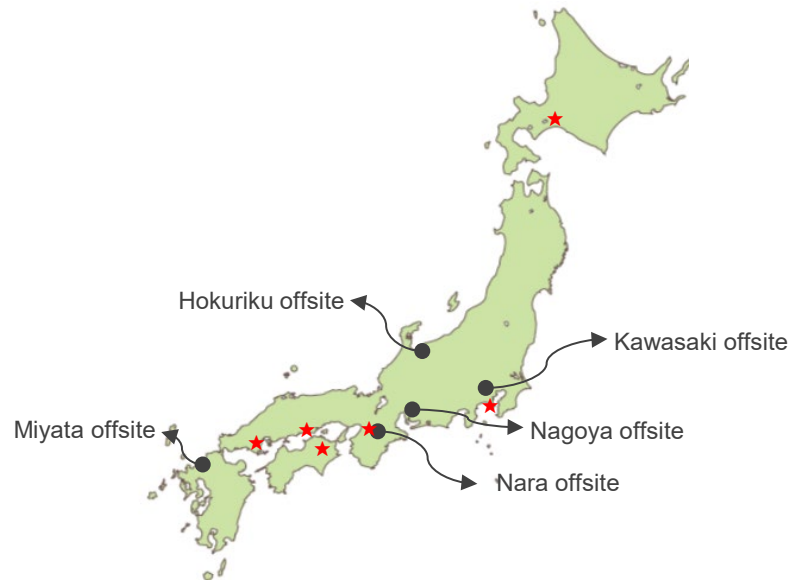 Hokuriku offsite
Kawasaki offsite
Miyata offsite
Nagoya offsite
Nara offsite